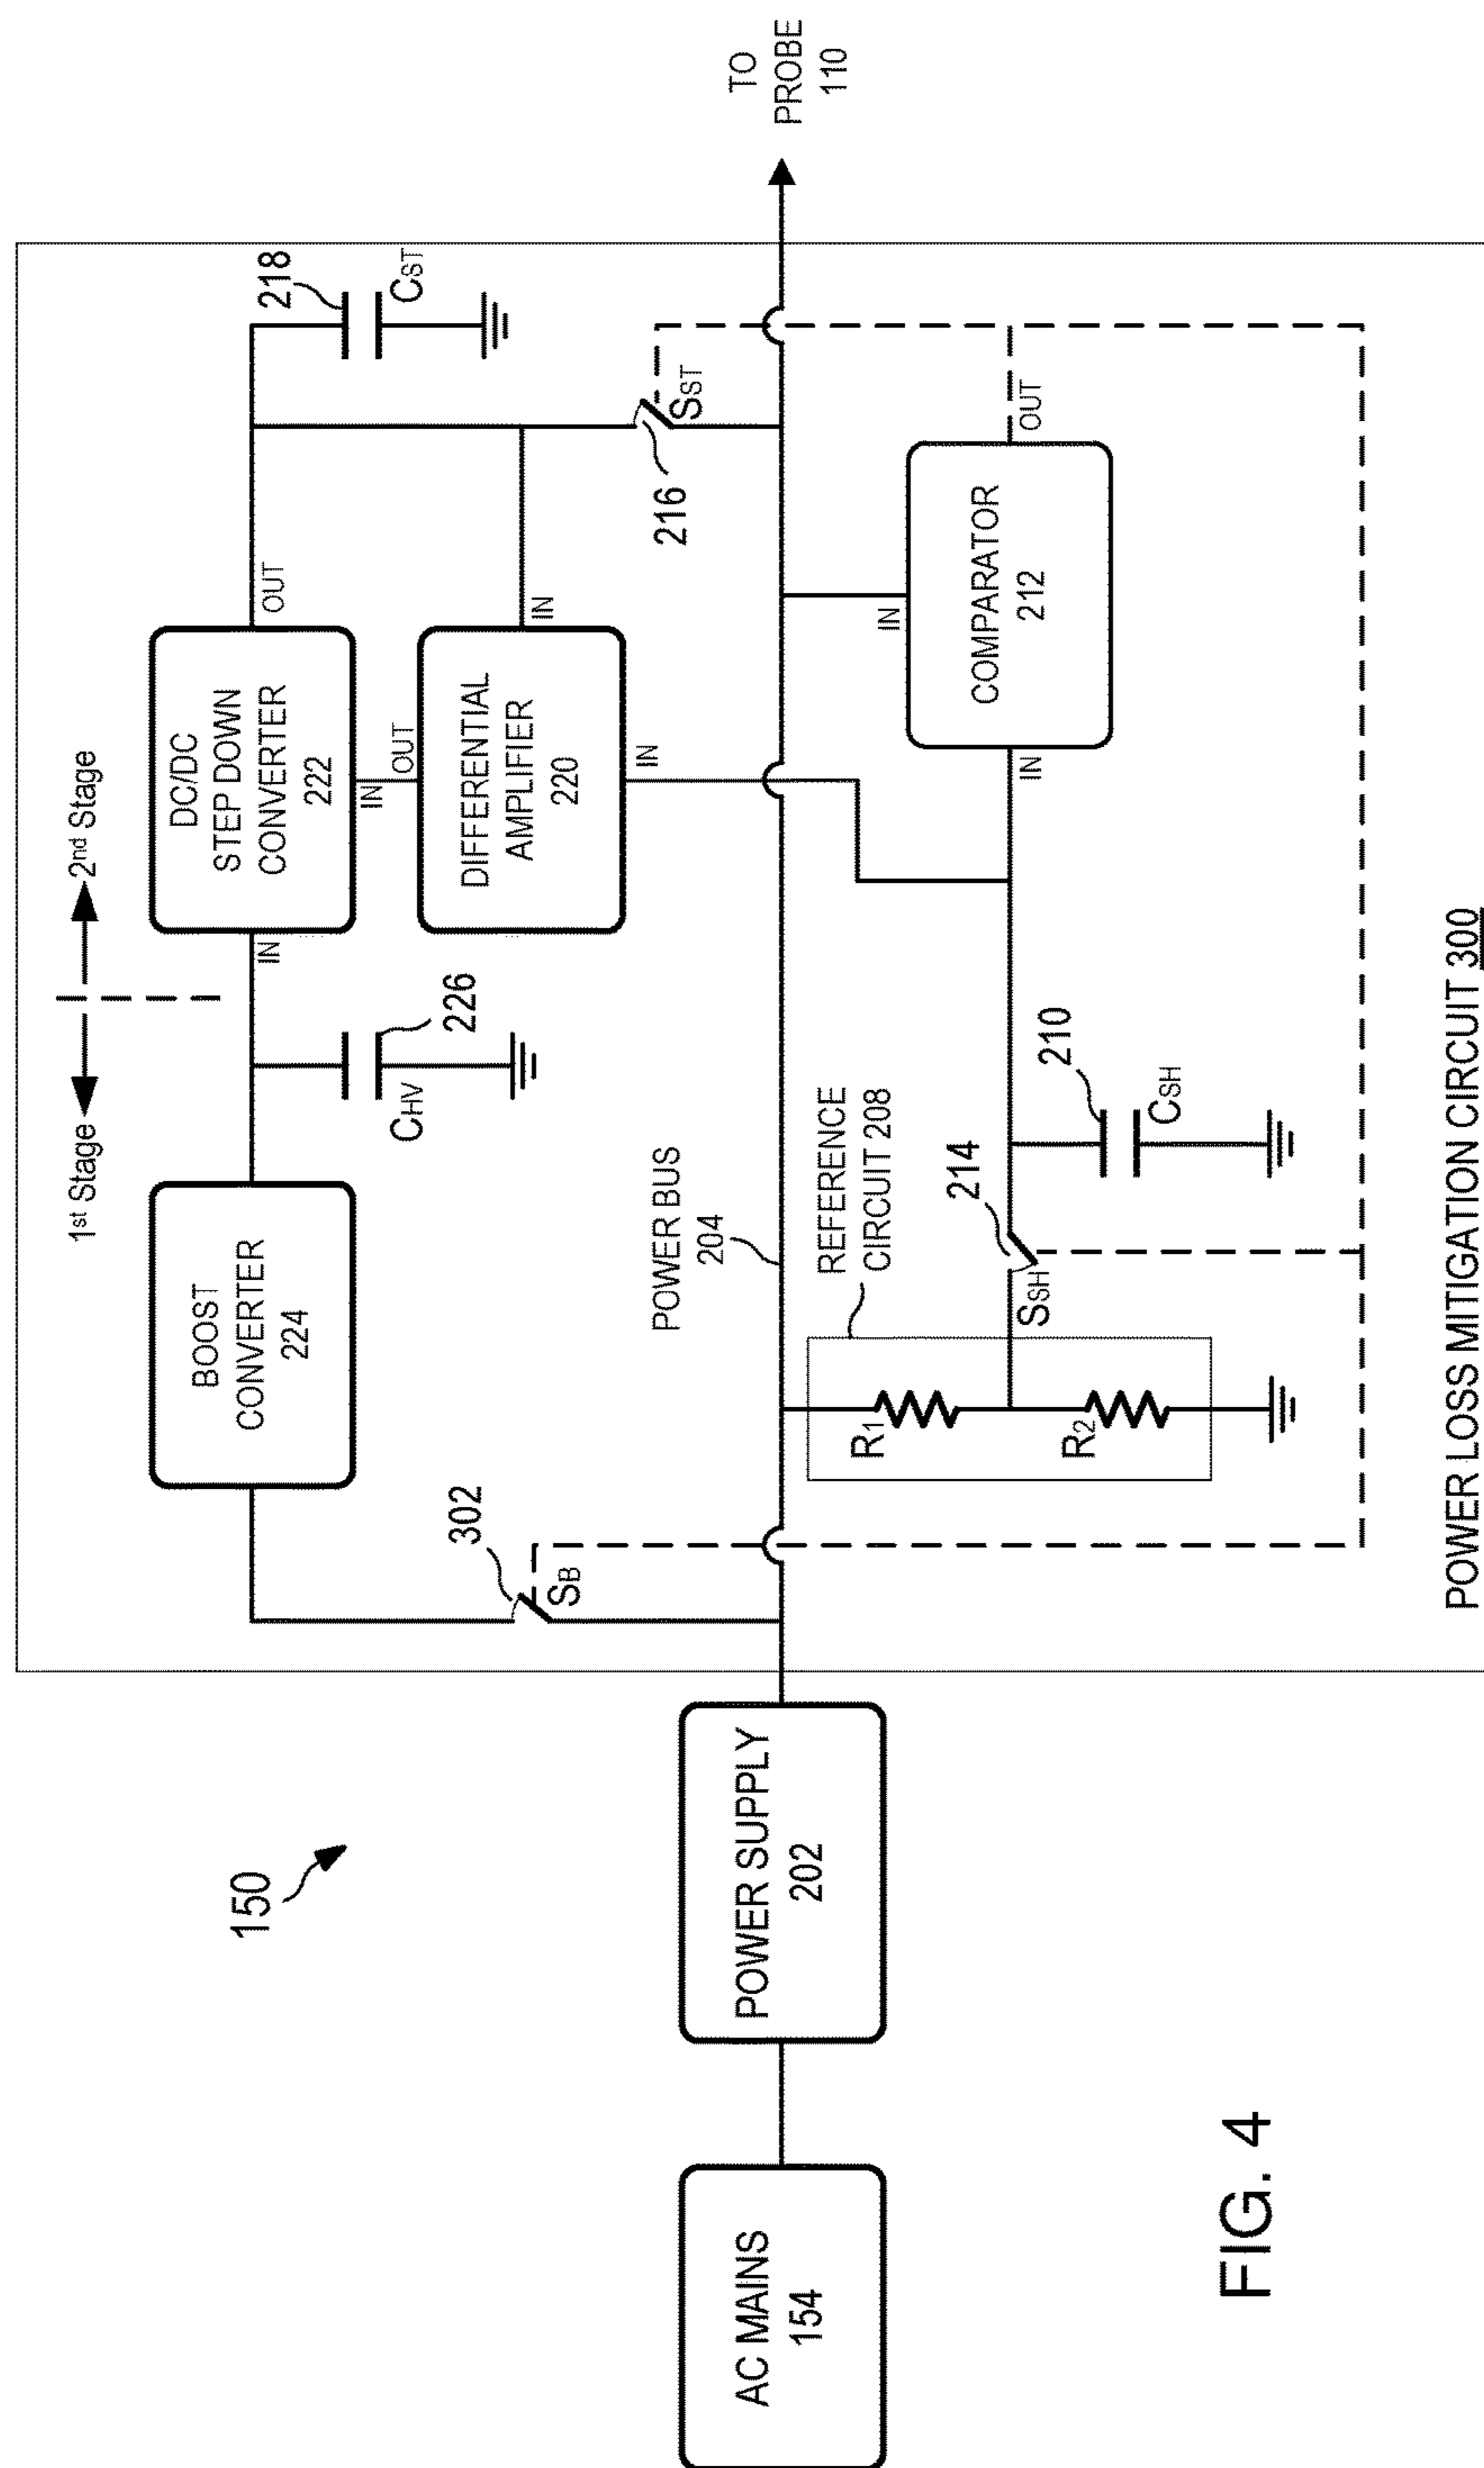 150
AC MAINS
154
POWER SUPPLY
202
1st Stage
2nd Stage
BOOST
CONVERTER
224
CHV
226
IN
DC/DC
STEP DOWN
CONVERTER
222
OUT
IN
OUT
DIFFERENTIAL
AMPLIFIER
220
IN
IN
218
CST
302
SB
216
SST
POWER BUS
204
TO
PROBE
110
REFERENCE
CIRCUIT 208
R1
R2
214
SSH
210
CSH
IN
IN
COMPARATOR
212
OUT
POWER LOSS MITIGATION CIRCUIT 300
FIG. 4